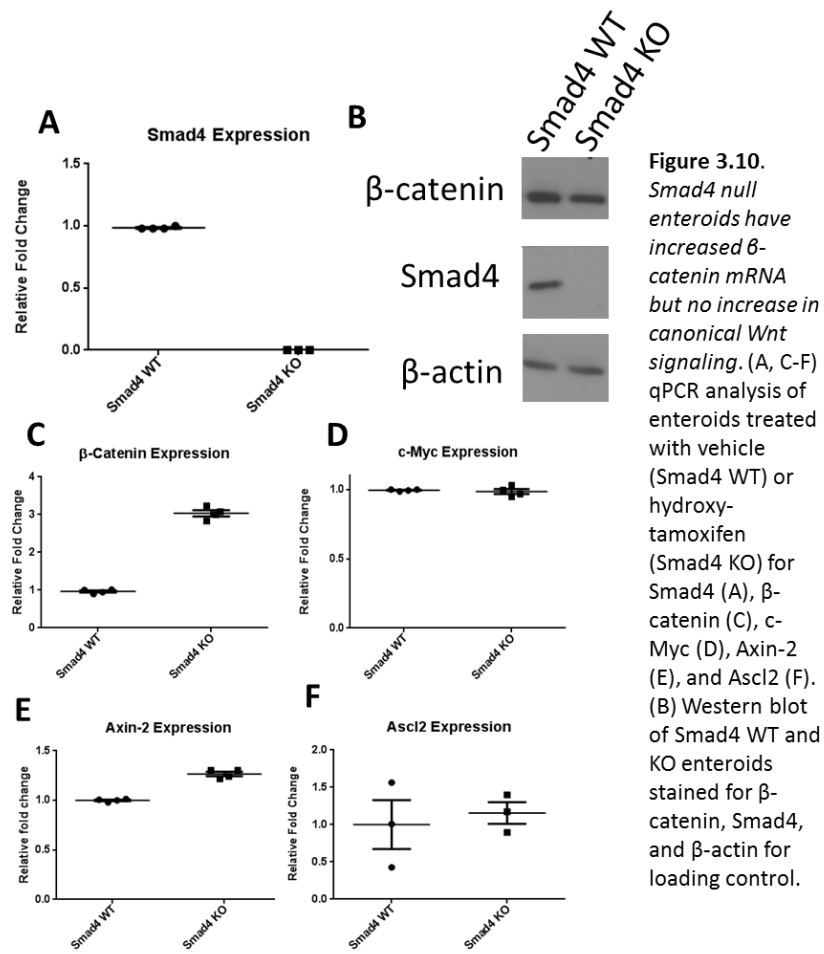 A
Smad4 Expression
Relative Fold Change
1.5
1.0
0.5
0.0
Smad4 WT
Smad4 KO
B
Smad4 WT
Smad4 KO
β-catenin
Smad4
β-actin
C
β-Catenin Expression
Relative Fold Change
4
3
2
1
0
Smad4 WT
Smad4 KO
D
c-Myc Expression
Relative Fold Change
1.0
0.5
0.0
Smad4 WT
Smad4 KO
E
Axin-2 Expression
Relative Fold Change
1.5
1.0
0.5
0.0
Smad4 WT
Smad4 KO
F
Ascl2 Expression
Relative fold change
2.0
1.5
1.0
0.5
0.0
Smad4 WT
Smad4 KO
Figure 3.10.
Smad4 null
enteroids have
increased β-
catenin mRNA
but no increase in
canonical Wnt
signaling. (A, C-F)
qPCR analysis of
enteroids treated
with vehicle
(Smad4 WT) or
hydroxy-
tamoxifen
(Smad4 KO) for
Smad4 (A), β-
catenin (C), c-
Myc (D), Axin-2
(E), and Ascl2 (F).
(B) Western blot
of Smad4 WT and
KO enteroids
stained for β-
catenin, Smad4,
and β-actin for
loading control.